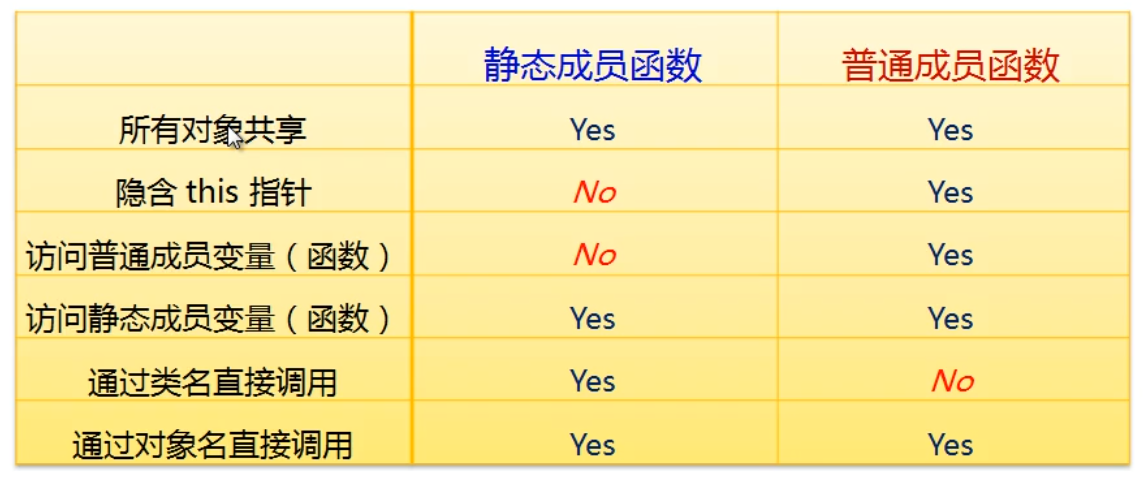 静态成员函数 普通成员函数
所有对象共享 Yes Yes
隐含 this 指针 No Yes
访问普通成员变量（函数） No Yes
访问静态成员变量（函数） Yes Yes
通过类名直接调用 Yes No
通过对象名直接调用 Yes Yes